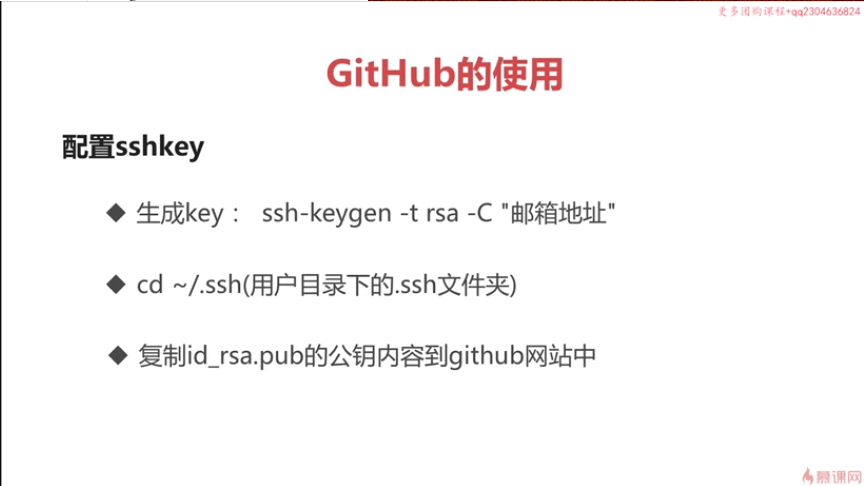 更多团购课程+qq2304636824
GitHub的使用
配置sshkey
◆ 生成key： ssh-keygen -t rsa -C "邮箱地址"
◆ cd ~/.ssh(用户目录下的.ssh文件夹)
◆ 复制id_rsa.pub的公钥内容到github网站中
慕课网